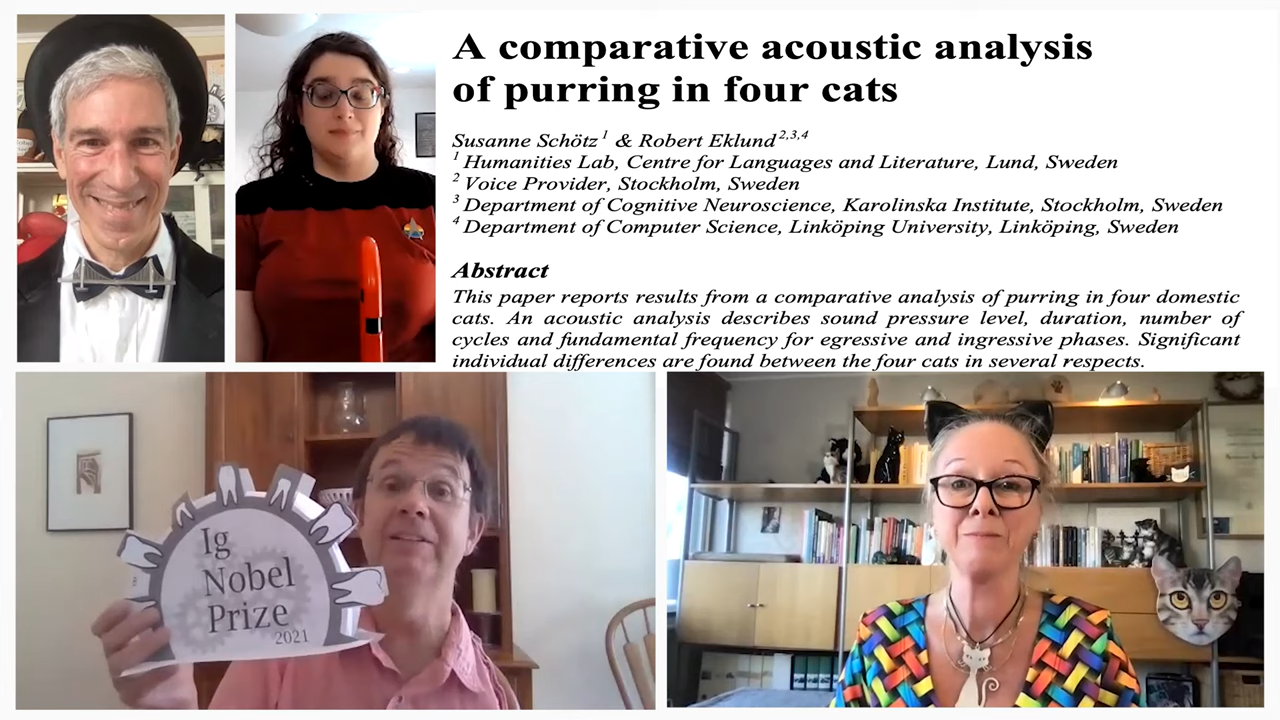 A comparative acoustic analysis
of purring in four cats
Susanne Schötz 1 & Robert Eklund 2,3,4
1 Humanities Lab, Centre for Languages and Literature, Lund, Sweden
2 Voice Provider, Stockholm, Sweden
3 Department of Cognitive Neuroscience, Karolinska Institute, Stockholm, Sweden
4 Department of Computer Science, Linköping University, Linköping, Sweden
Abstract
This paper reports results from a comparative analysis of purring in four domestic
cats. An acoustic analysis describes sound pressure level, duration, number of
cycles and fundamental frequency for egressive and ingressive phases. Significant
individual differences are found between the four cats in several respects.
Ig
Nobel
Prize
2021